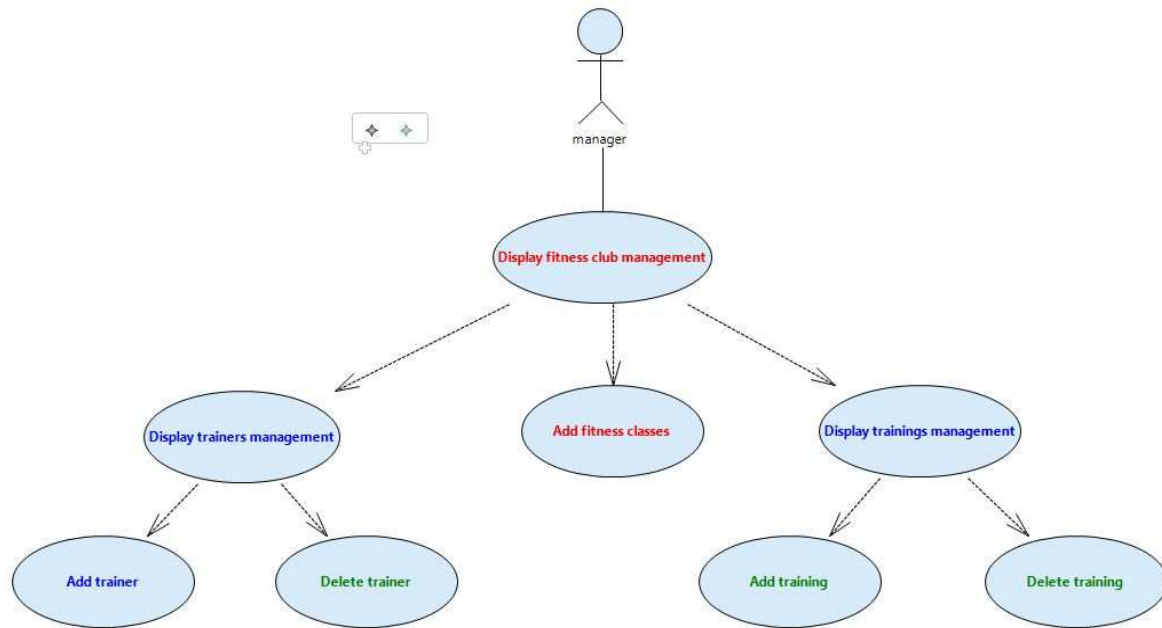 manager
Display fitness club management
Display trainers management
Add fitness classes
Display trainings management
Add trainer
Delete trainer
Add training
Delete training